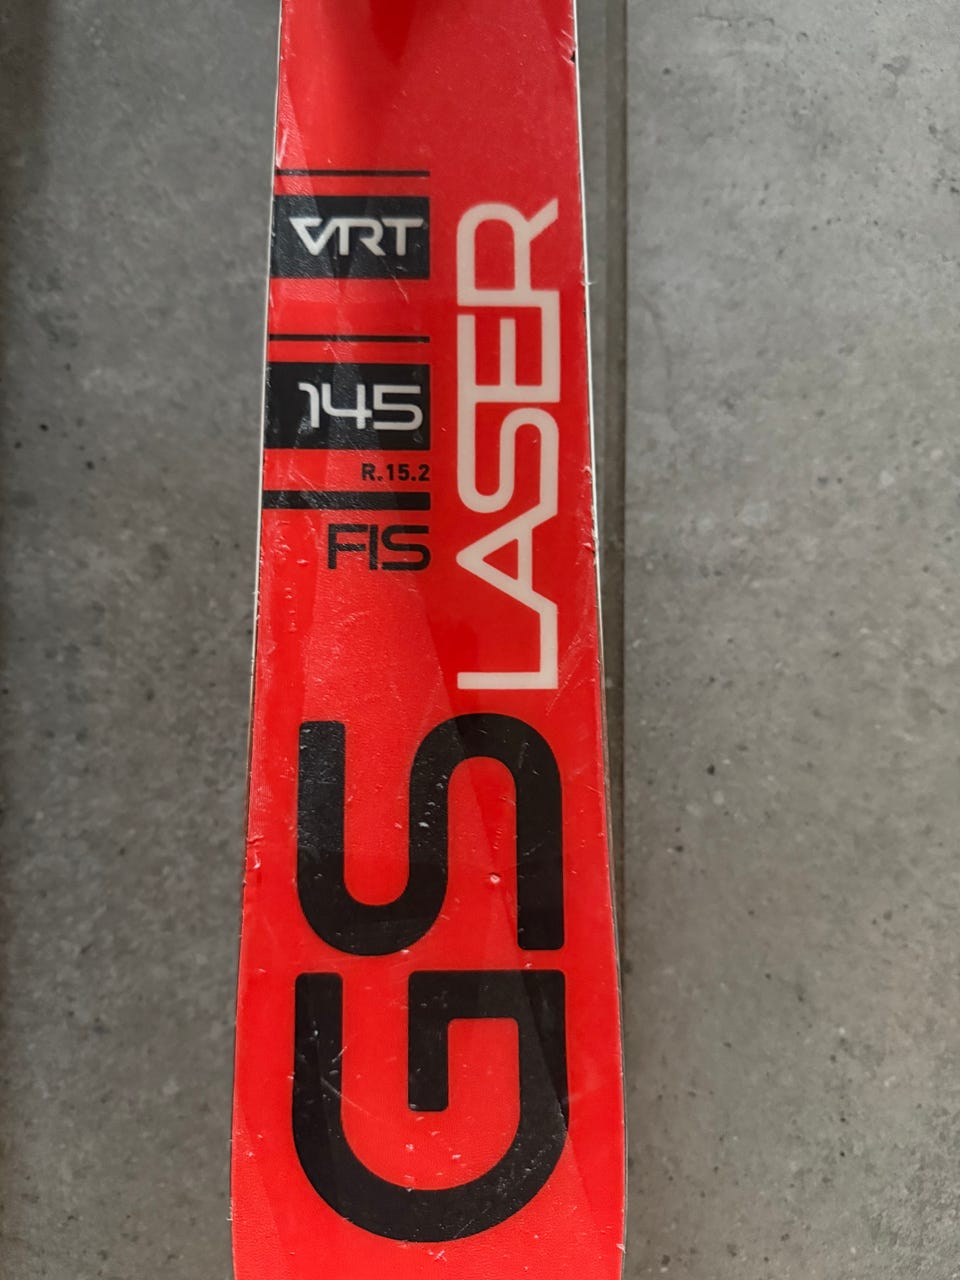 VRT
145
R.15.2
FIS
LASER
GS